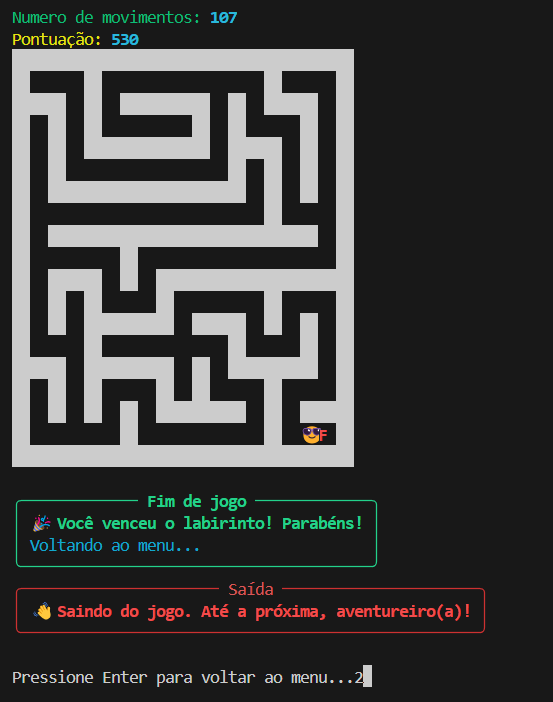 Numero de movimentos: 107
Pontuação: 530
F
Fim de jogo
Você venceu o labirinto! Parabéns!
Voltando ao menu...
Saída
Saindo do jogo. Até a próxima, aventureiro(a)!
Pressione Enter para voltar ao menu...2